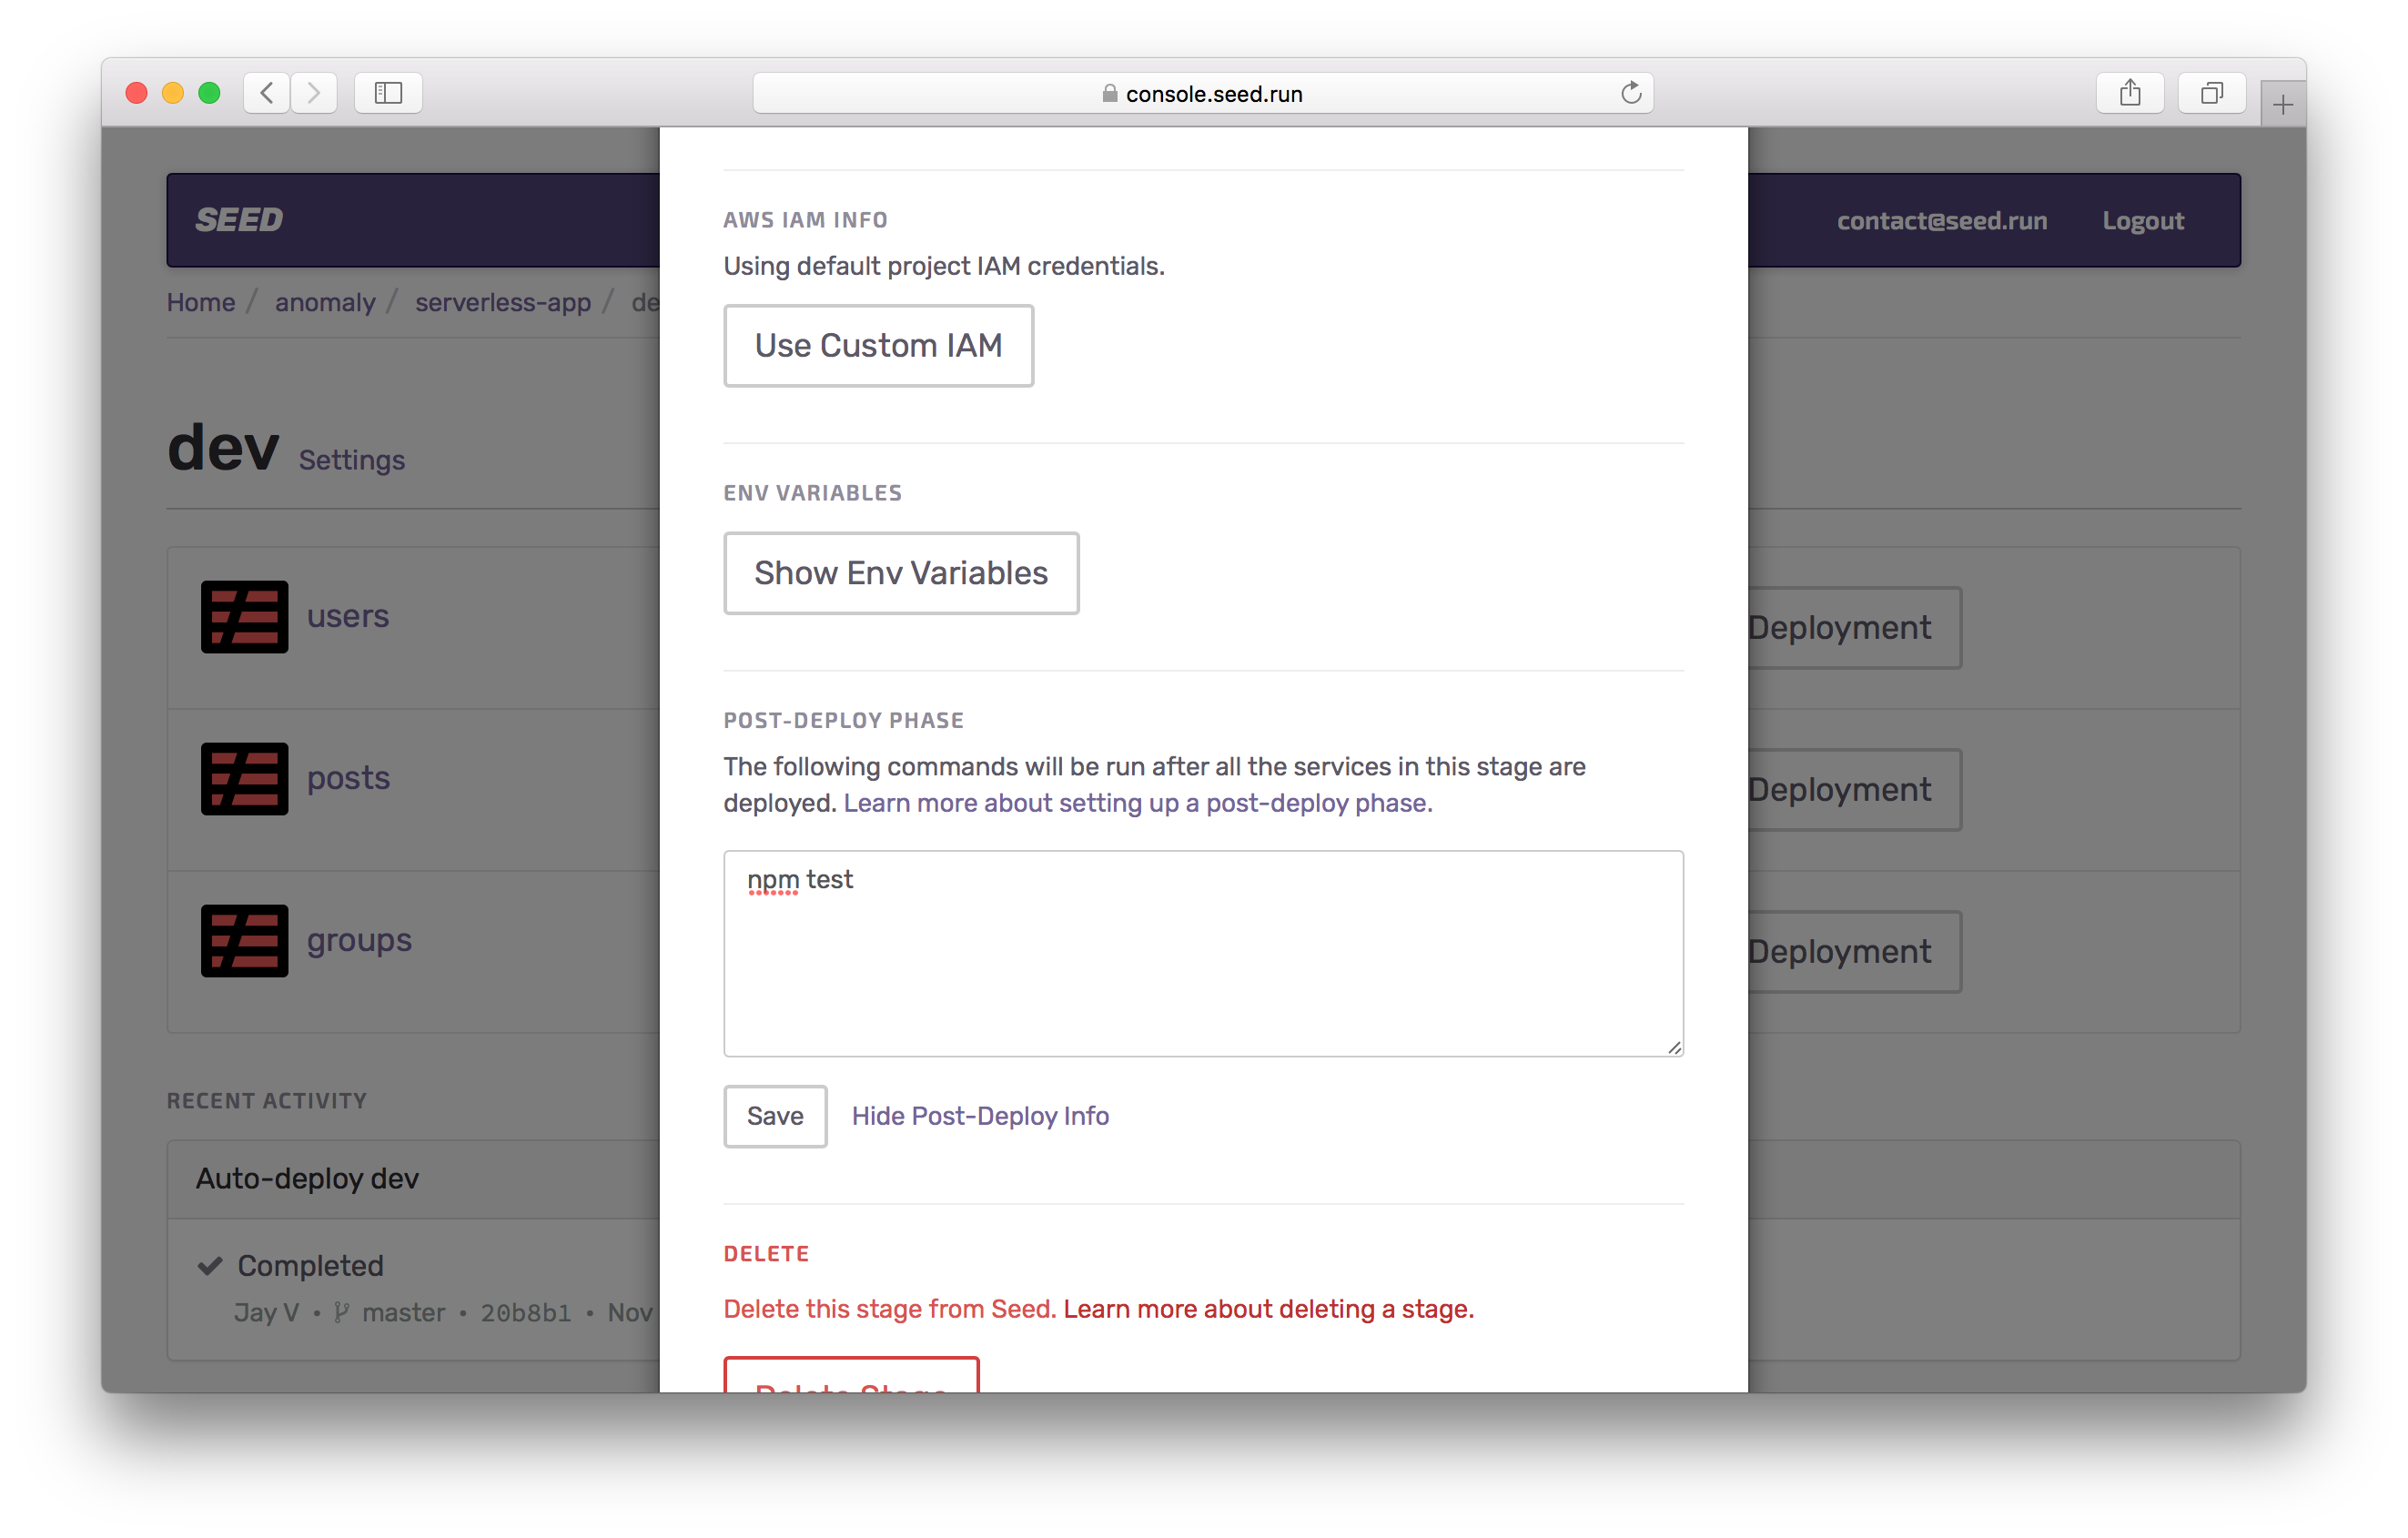 console.seed.run
SEED
contact@seed.run Logout
Home / anomaly / serverless-app / de
dev Settings
users
Deployment
posts
Deployment
groups
Deployment
RECENT ACTIVITY
Auto-deploy dev
Completed
Jay V • master • 20b8b1 • Nov
AWS IAM INFO
Using default project IAM credentials.
Use Custom IAM
ENV VARIABLES
Show Env Variables
POST-DEPLOY PHASE
The following commands will be run after all the services in this stage are
deployed. Learn more about setting up a post-deploy phase.
npm test
Save Hide Post-Deploy Info
DELETE
Delete this stage from Seed. Learn more about deleting a stage.
Delete Stage